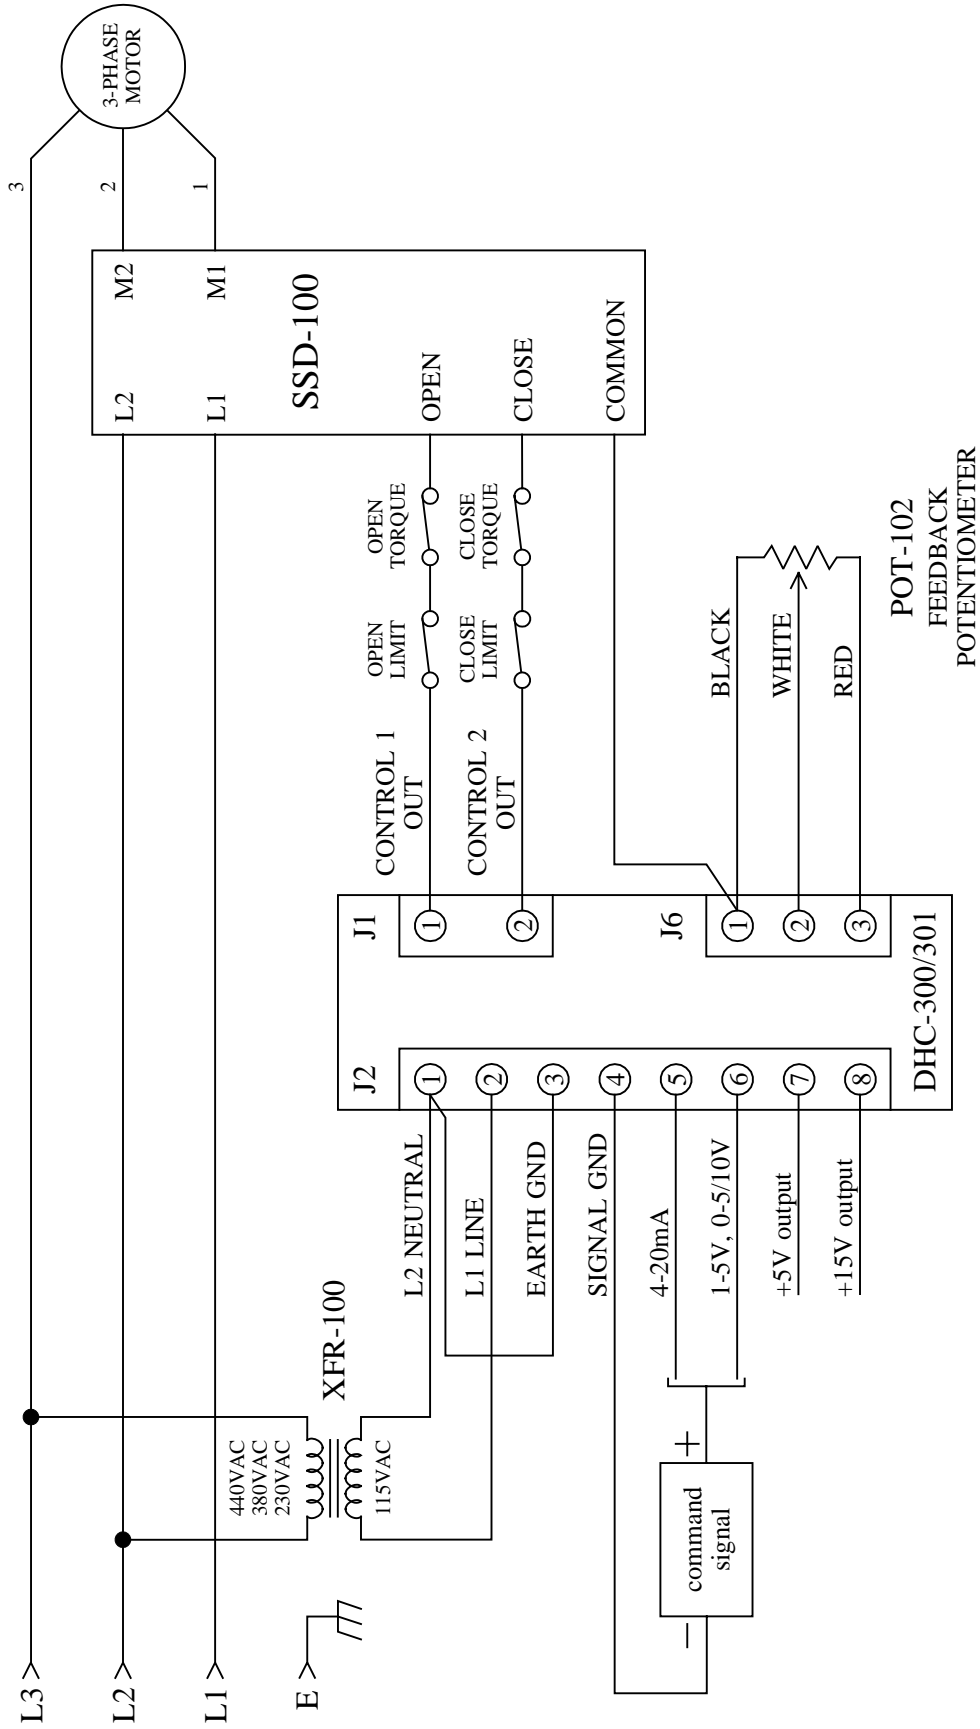 L3
L2
L1
E
3
2
1
3-PHASE
MOTOR
L2
M2
L1
M1
SSD-100
OPEN
CLOSE
COMMON
440VAC
380VAC
230VAC
115VAC
XFR-100
L2 NEUTRAL
L1 LINE
EARTH GND
SIGNAL GND
4-20mA
1-5V, 0-5/10V
+5V output
+15V output
−
command
signal
+
J2
1
2
3
4
5
6
7
8
J1
1
2
J6
1
2
3
DHC-300/301
CONTROL 1
OUT
OPEN
LIMIT
OPEN
TORQUE
CONTROL 2
OUT
CLOSE
LIMIT
CLOSE
TORQUE
BLACK
WHITE
RED
POT-102
FEEDBACK
POTENTIOMETER